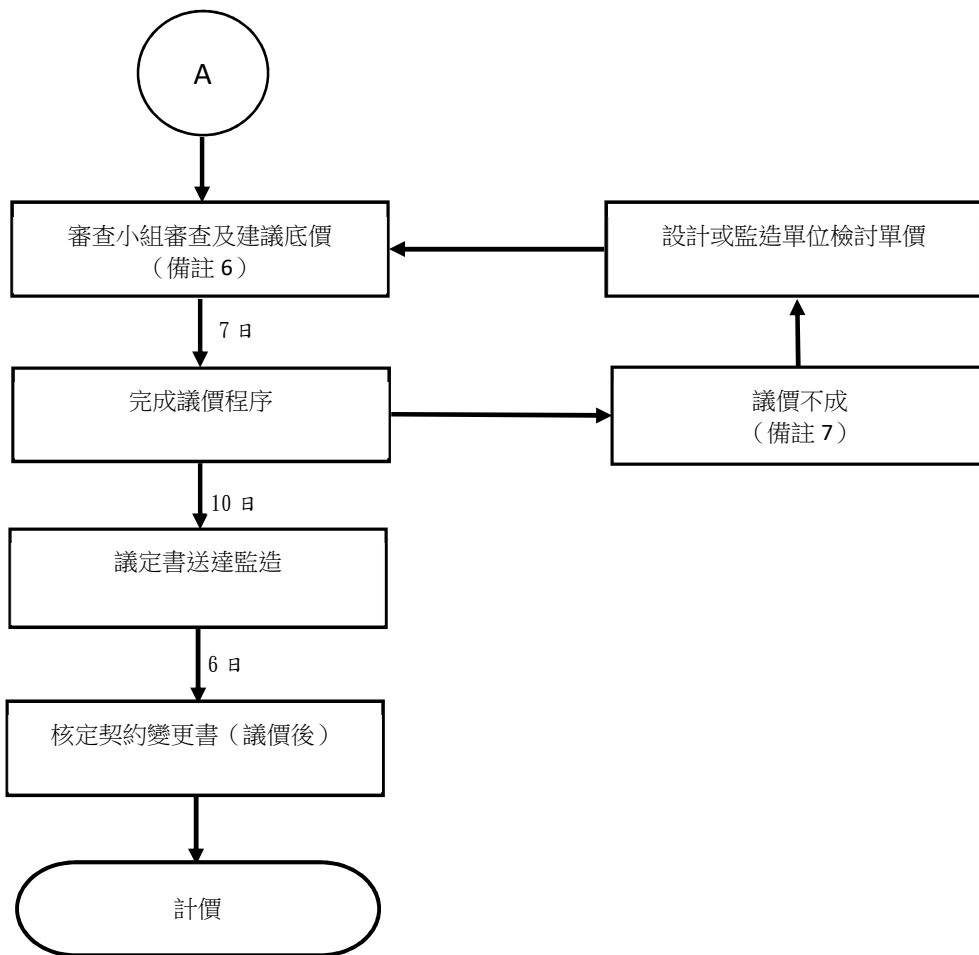 A
審查小組審查及建議底價
（備註 6）
設計或監造單位檢討單價
7 日
完成議價程序
議價不成
（備註 7）
10 日
議定書送達監造
6 日
核定契約變更書（議價後）
計價